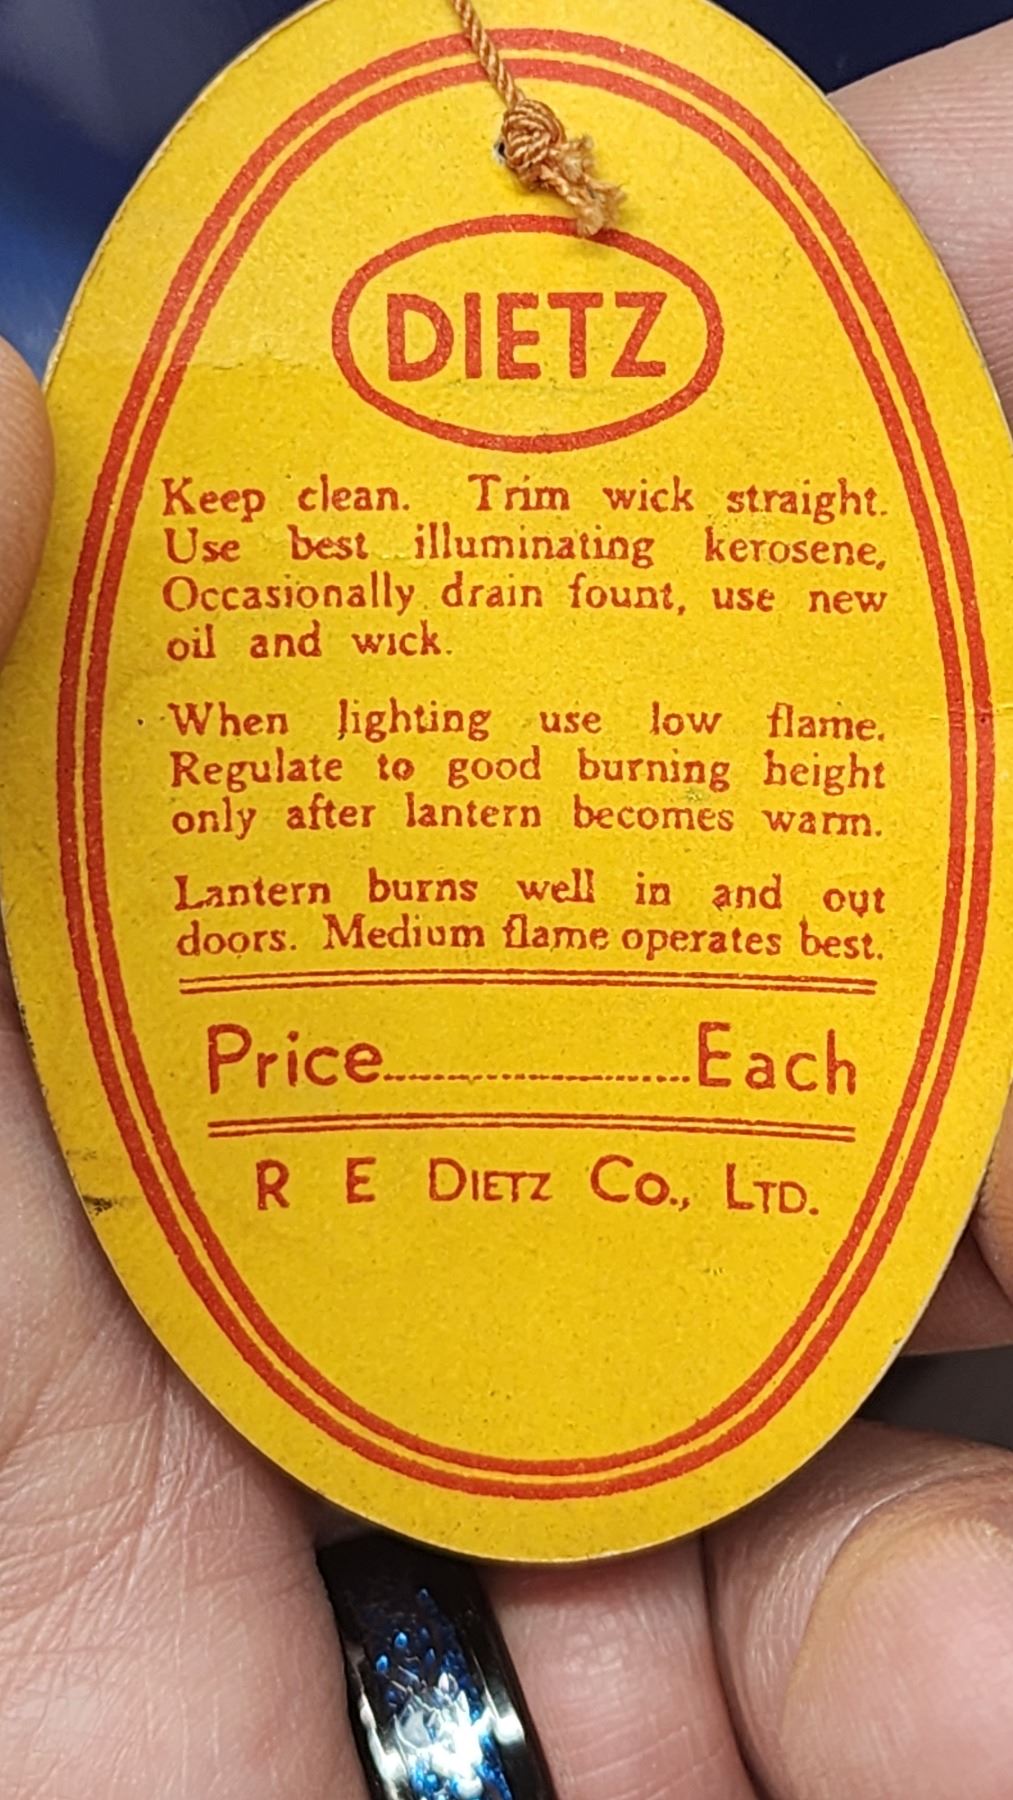 DIETZ
Keep clean. Trim wick straight.
Use best illuminating kerosene,
Occasionally drain fount, use new
oil and wick.
When lighting use low flame.
Regulate to good burning height
only after lantern becomes warm.
Lantern burns well in and out
doors. Medium flame operates best.
Price........................Each
R E DIETZ CO., LTD.